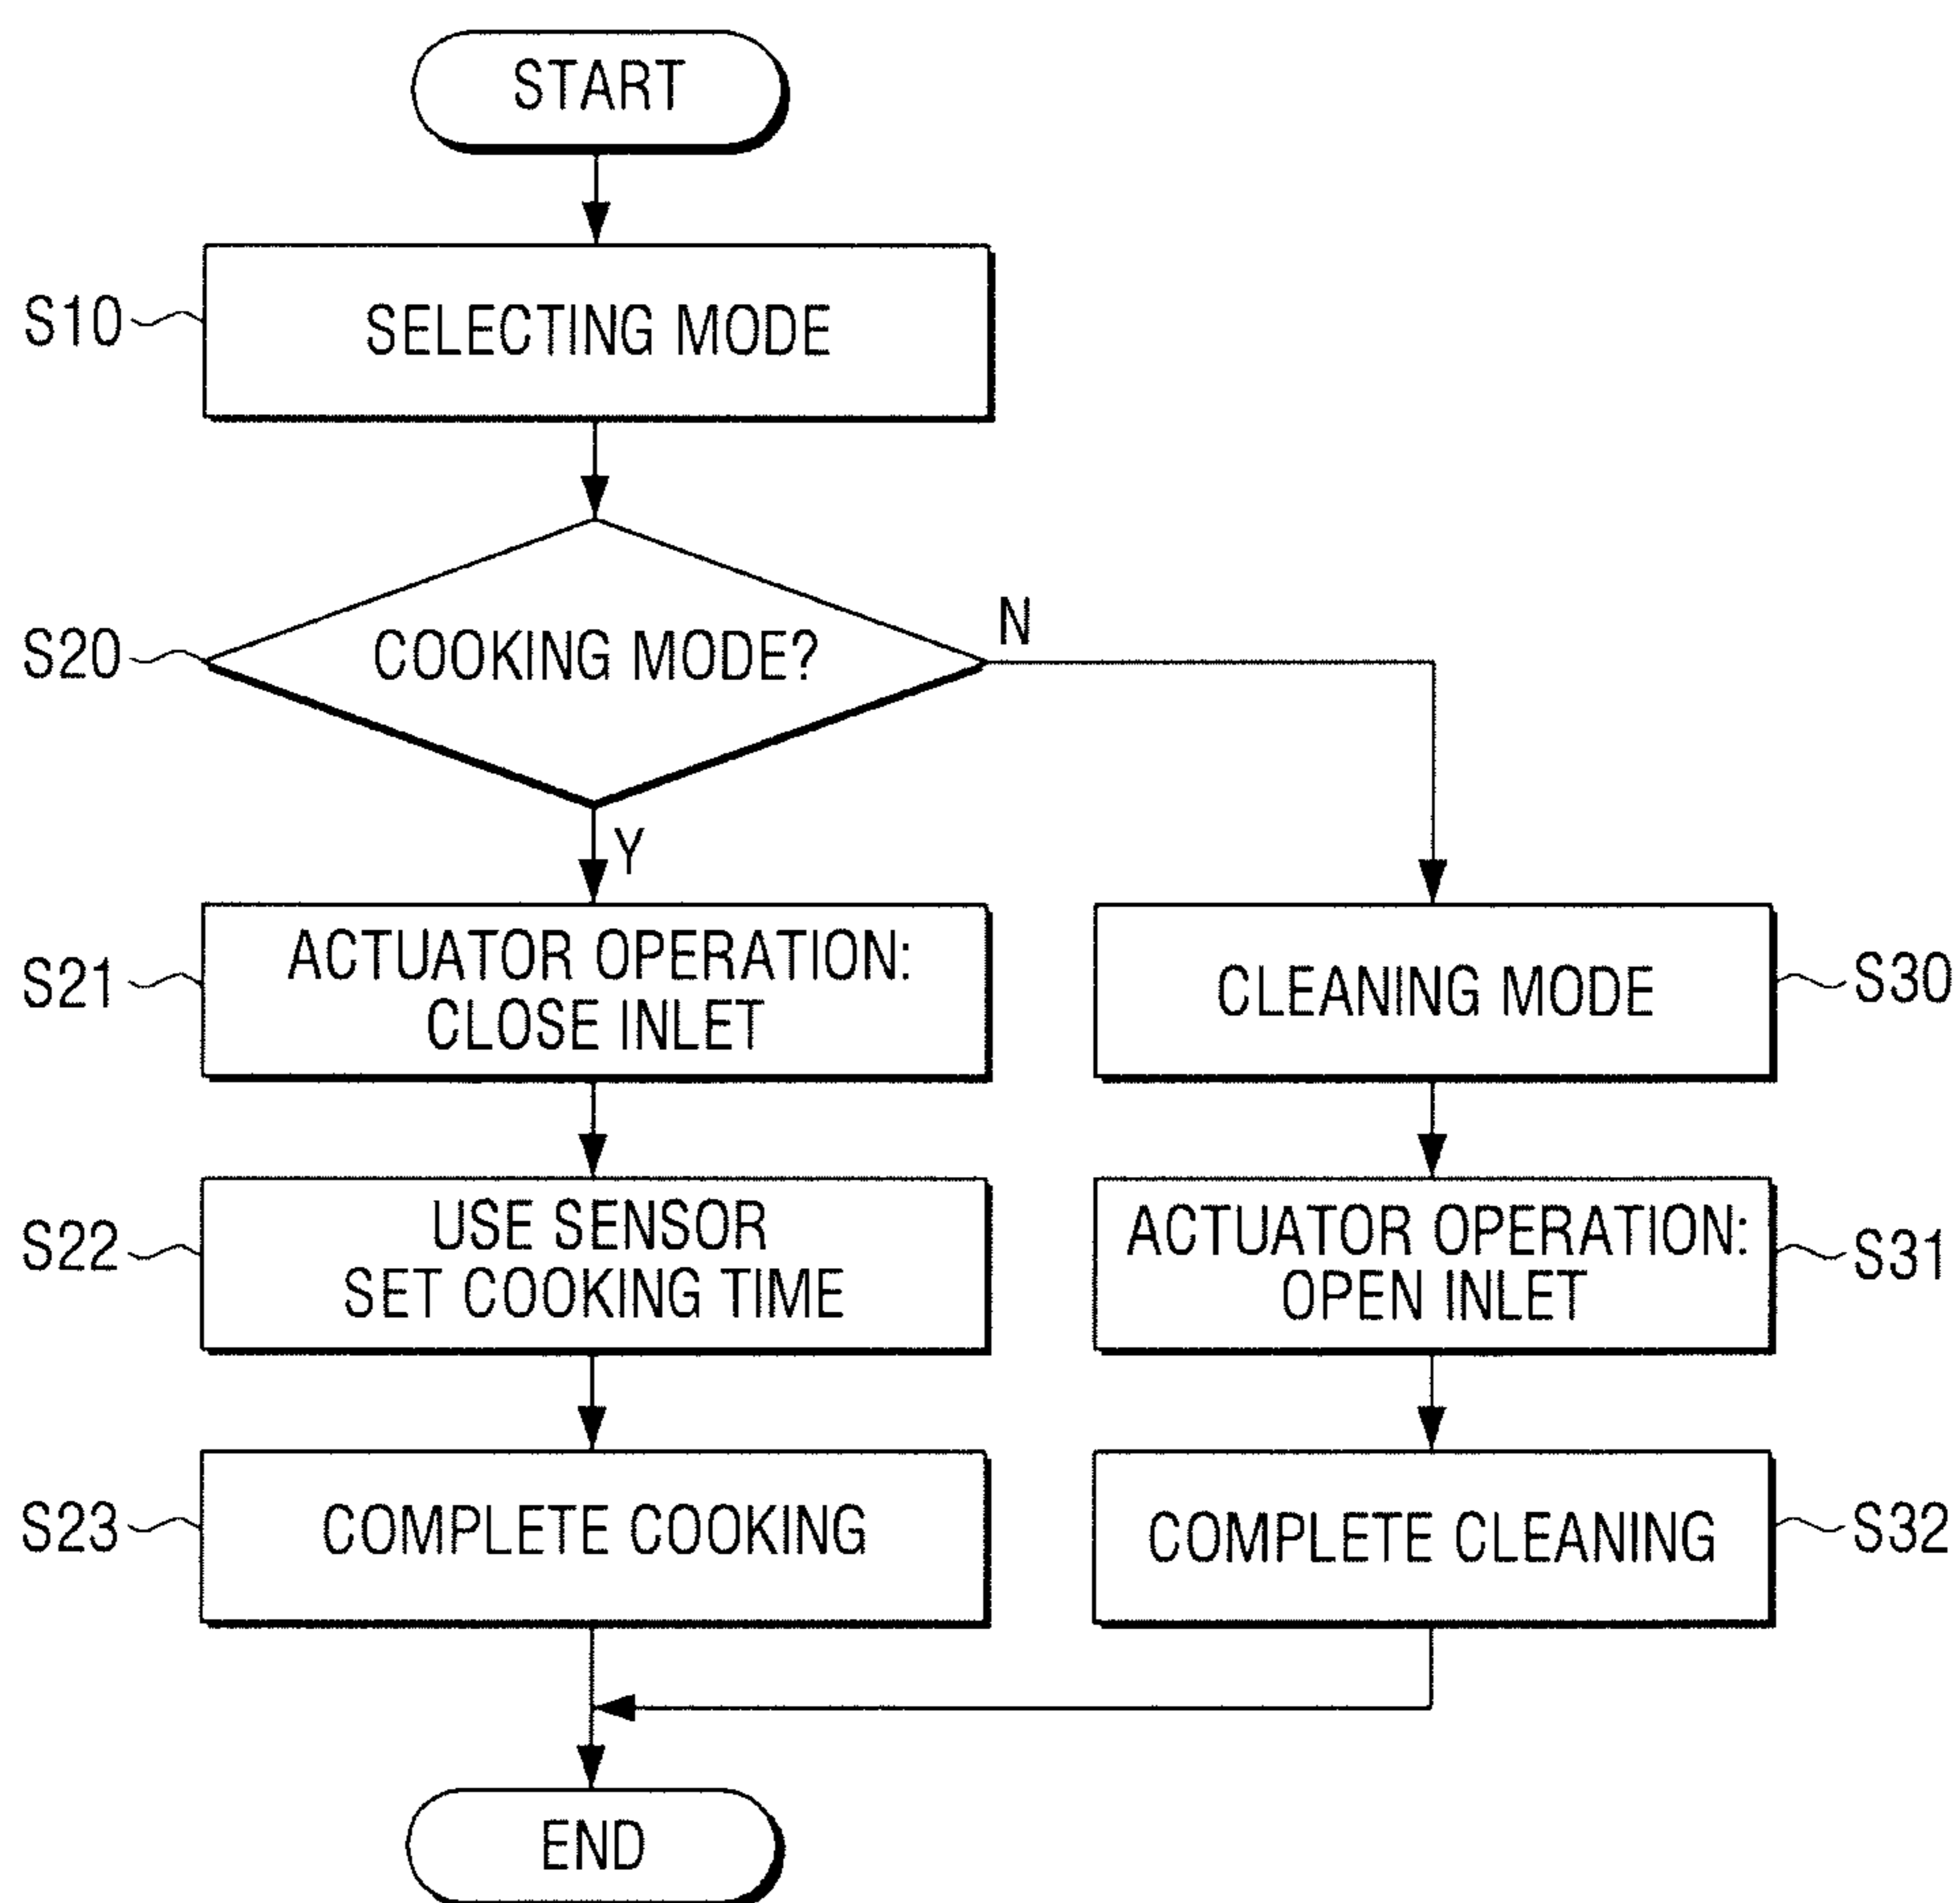 START
S10
SELECTING MODE
S20
COOKING MODE?
N
Y
S21
ACTUATOR OPERATION:
CLOSE INLET
CLEANING MODE
S30
S22
USE SENSOR
SET COOKING TIME
ACTUATOR OPERATION:
OPEN INLET
S31
S23
COMPLETE COOKING
COMPLETE CLEANING
S32
END